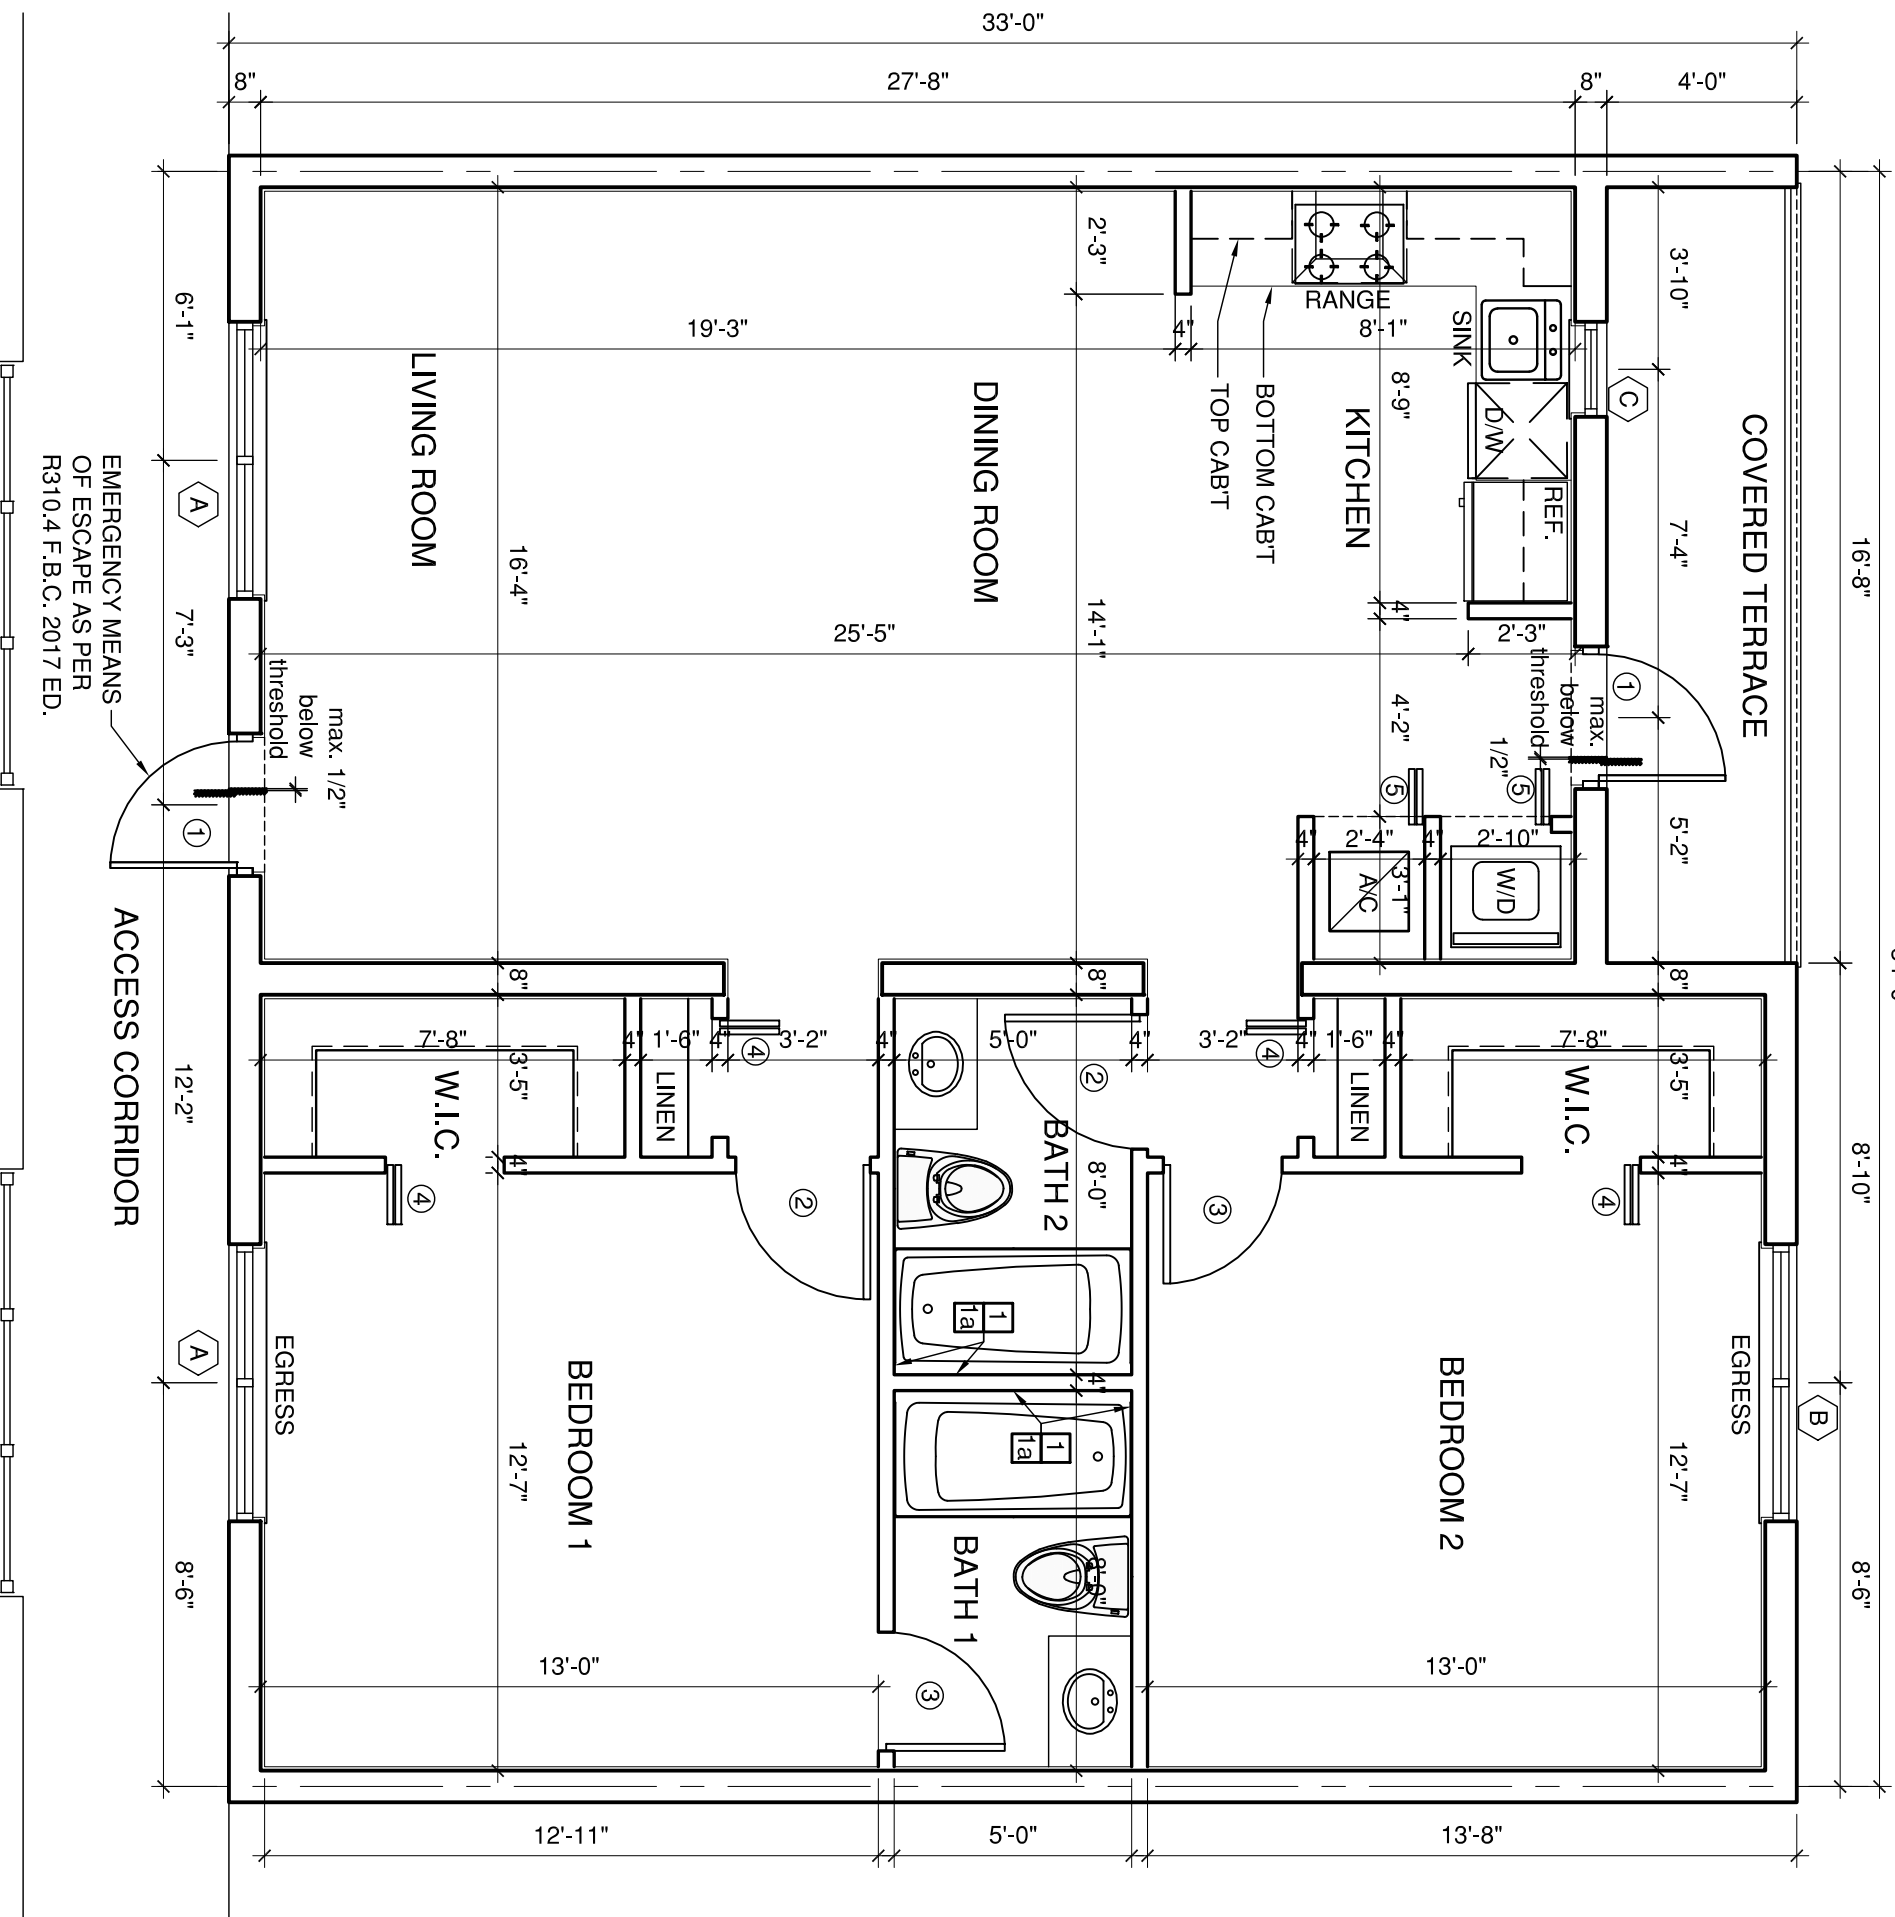 33'-0"
8"
27'-8"
8"
4'-0"
16'-8"
8'-10"
8'-6"
3'-10"
7'-4"
5'-2"
8"
3'-5"
4"
12'-7"
COVERED TERRACE
C
1
max.
below
threshold
1/2"
2'-3"
RANGE
SINK
D/W
REF.
KITCHEN
2'-3"
19'-3"
4"
8'-1"
8'-9"
4"
4'-2"
3'-1"
TOP CAB'T
BOTTOM CAB'T
5
5
4"
2'-4"
4"
2'-10"
A/C
W/D
LIVING ROOM
DINING ROOM
16'-4"
14'-1"
25'-5"
6'-1"
7'-3"
12'-2"
8'-6"
A
1
max. 1/2"
below
threshold
EMERGENCY MEANS
OF ESCAPE AS PER
R310.4 F.B.C. 2017 ED.
ACCESS CORRIDOR
8"
8"
7'-8"
4"
1'-6"
4"
3'-2"
4"
5'-0"
4"
3'-2"
4"
1'-6"
4"
7'-8"
3'-5"
4"
W.I.C.
LINEN
4
4
2
BATH 2
8'-0"
LINEN
W.I.C.
4
2
3
4
1
1a
4"
1
1a
A
EGRESS
BEDROOM 1
12'-7"
BATH 1
8'-0"
3
BEDROOM 2
EGRESS
B
13'-0"
13'-0"
12'-11"
5'-0"
13'-8"